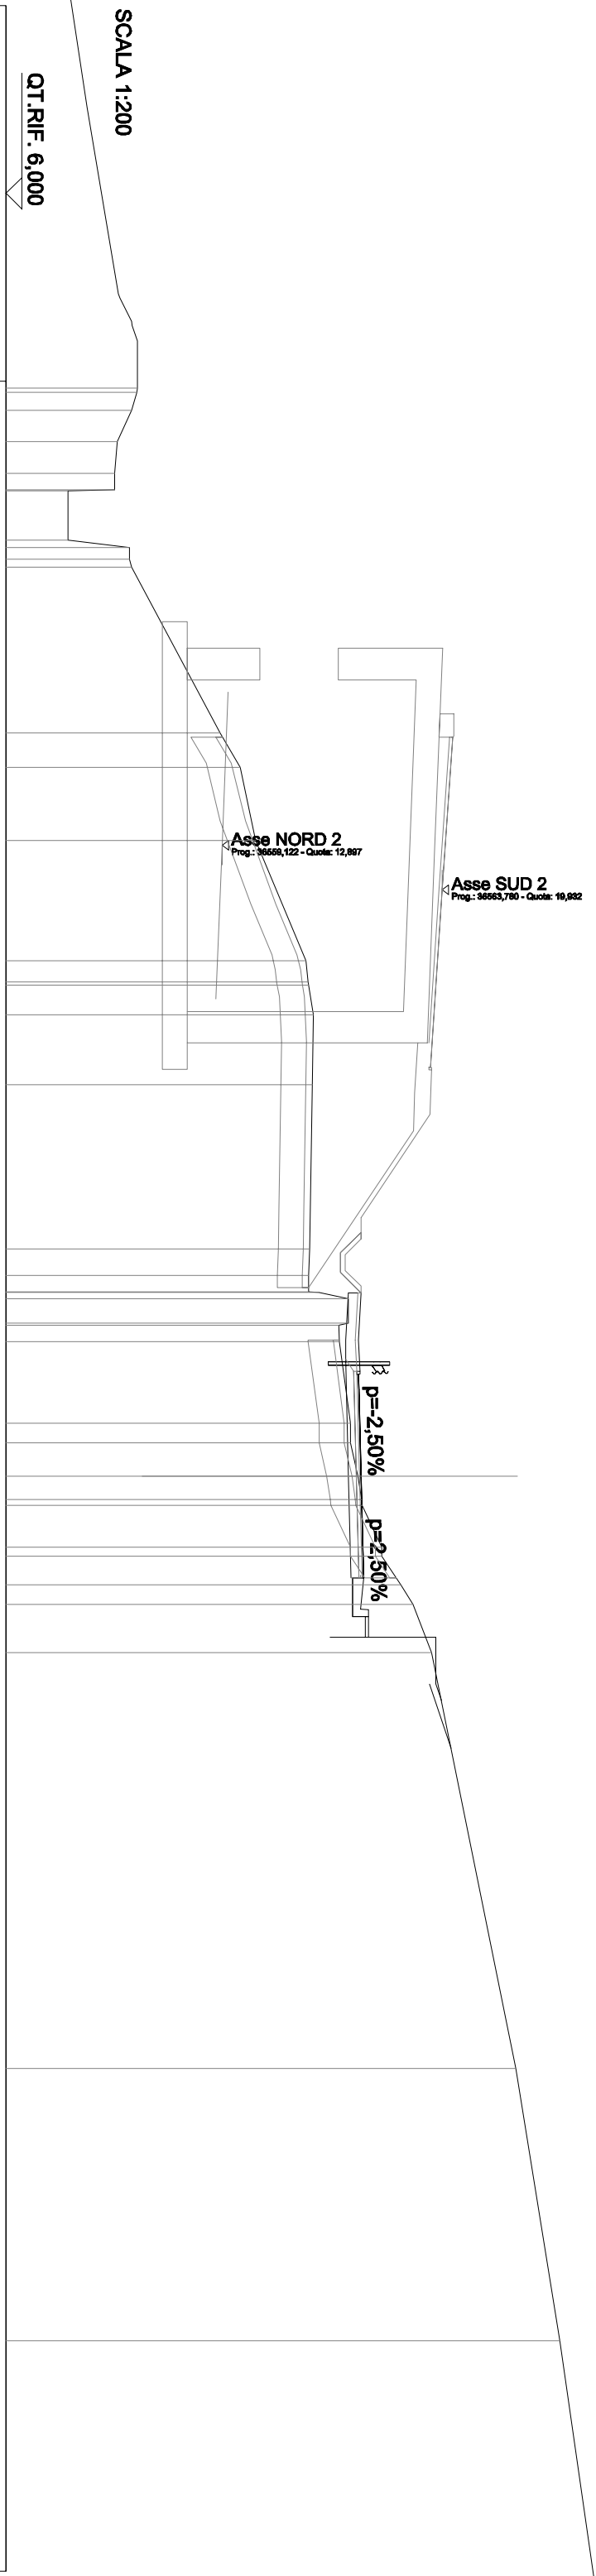 SCALA 1:200
QT.RIF. 6,000
Asse NORD 2
Prog.: 36559,122 - Quota: 12,897
Asse SUD 2
Prog.: 36563,780 - Quota: 19,932
p=-2,50%
p=2,50%